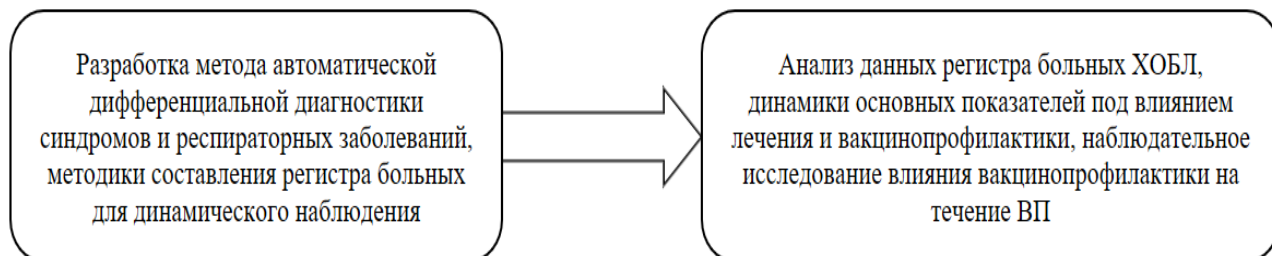 Разработка метода автоматической
дифференциальной диагностики
синдромов и респираторных заболеваний,
методики составления регистра больных
для динамического наблюдения
Анализ данных регистра больных ХОБЛ,
динамики основных показателей под влиянием
лечения и вакцинопрофилактики, наблюдательное
исследование влияния вакцинопрофилактики на
течение ВП